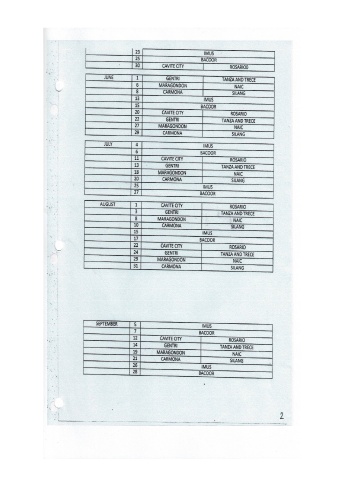 23 IMUS
25 BACOOR
30 CAVITE CITY ROSARIO
JUNE 1 GENTRI TANZA AND TRECE
6 MARAGONDON NAIC
8 CARMONA SILANG
13 IMUS
15 BACOOR
20 CAVITE CITY ROSARIO
22 GENTRI TANZA AND TRECE
27 MARAGONDON NAIC
29 CARMONA SILANG
JULY 4 IMUS
6 BACOOR
11 CAVITE CITY ROSARIO
13 GENTRI TANZA AND TRECE
18 MARAGONDON NAIC
20 CARMONA SILANG
25 IMUS
27 BACOOR
AUGUST 1 CAVITE CITY ROSARIO
3 GENTRI TANZA AND TRECE
8 MARAGONDON NAIC
10 CARMONA SILANG
15 IMUS
17 BACOOR
22 CAVITE CITY ROSARIO
24 GENTRI TANZA AND TRECE
29 MARAGONDON NAIC
31 CARMONA SILANG
SEPTEMBER 5 IMUS
7 BACOOR
12 CAVITE CITY ROSARIO
14 GENTRI TANZA AND TRECE
19 MARAGONDON NAIC
21 CARMONA SILANG
26 IMUS
28 BACOOR
2